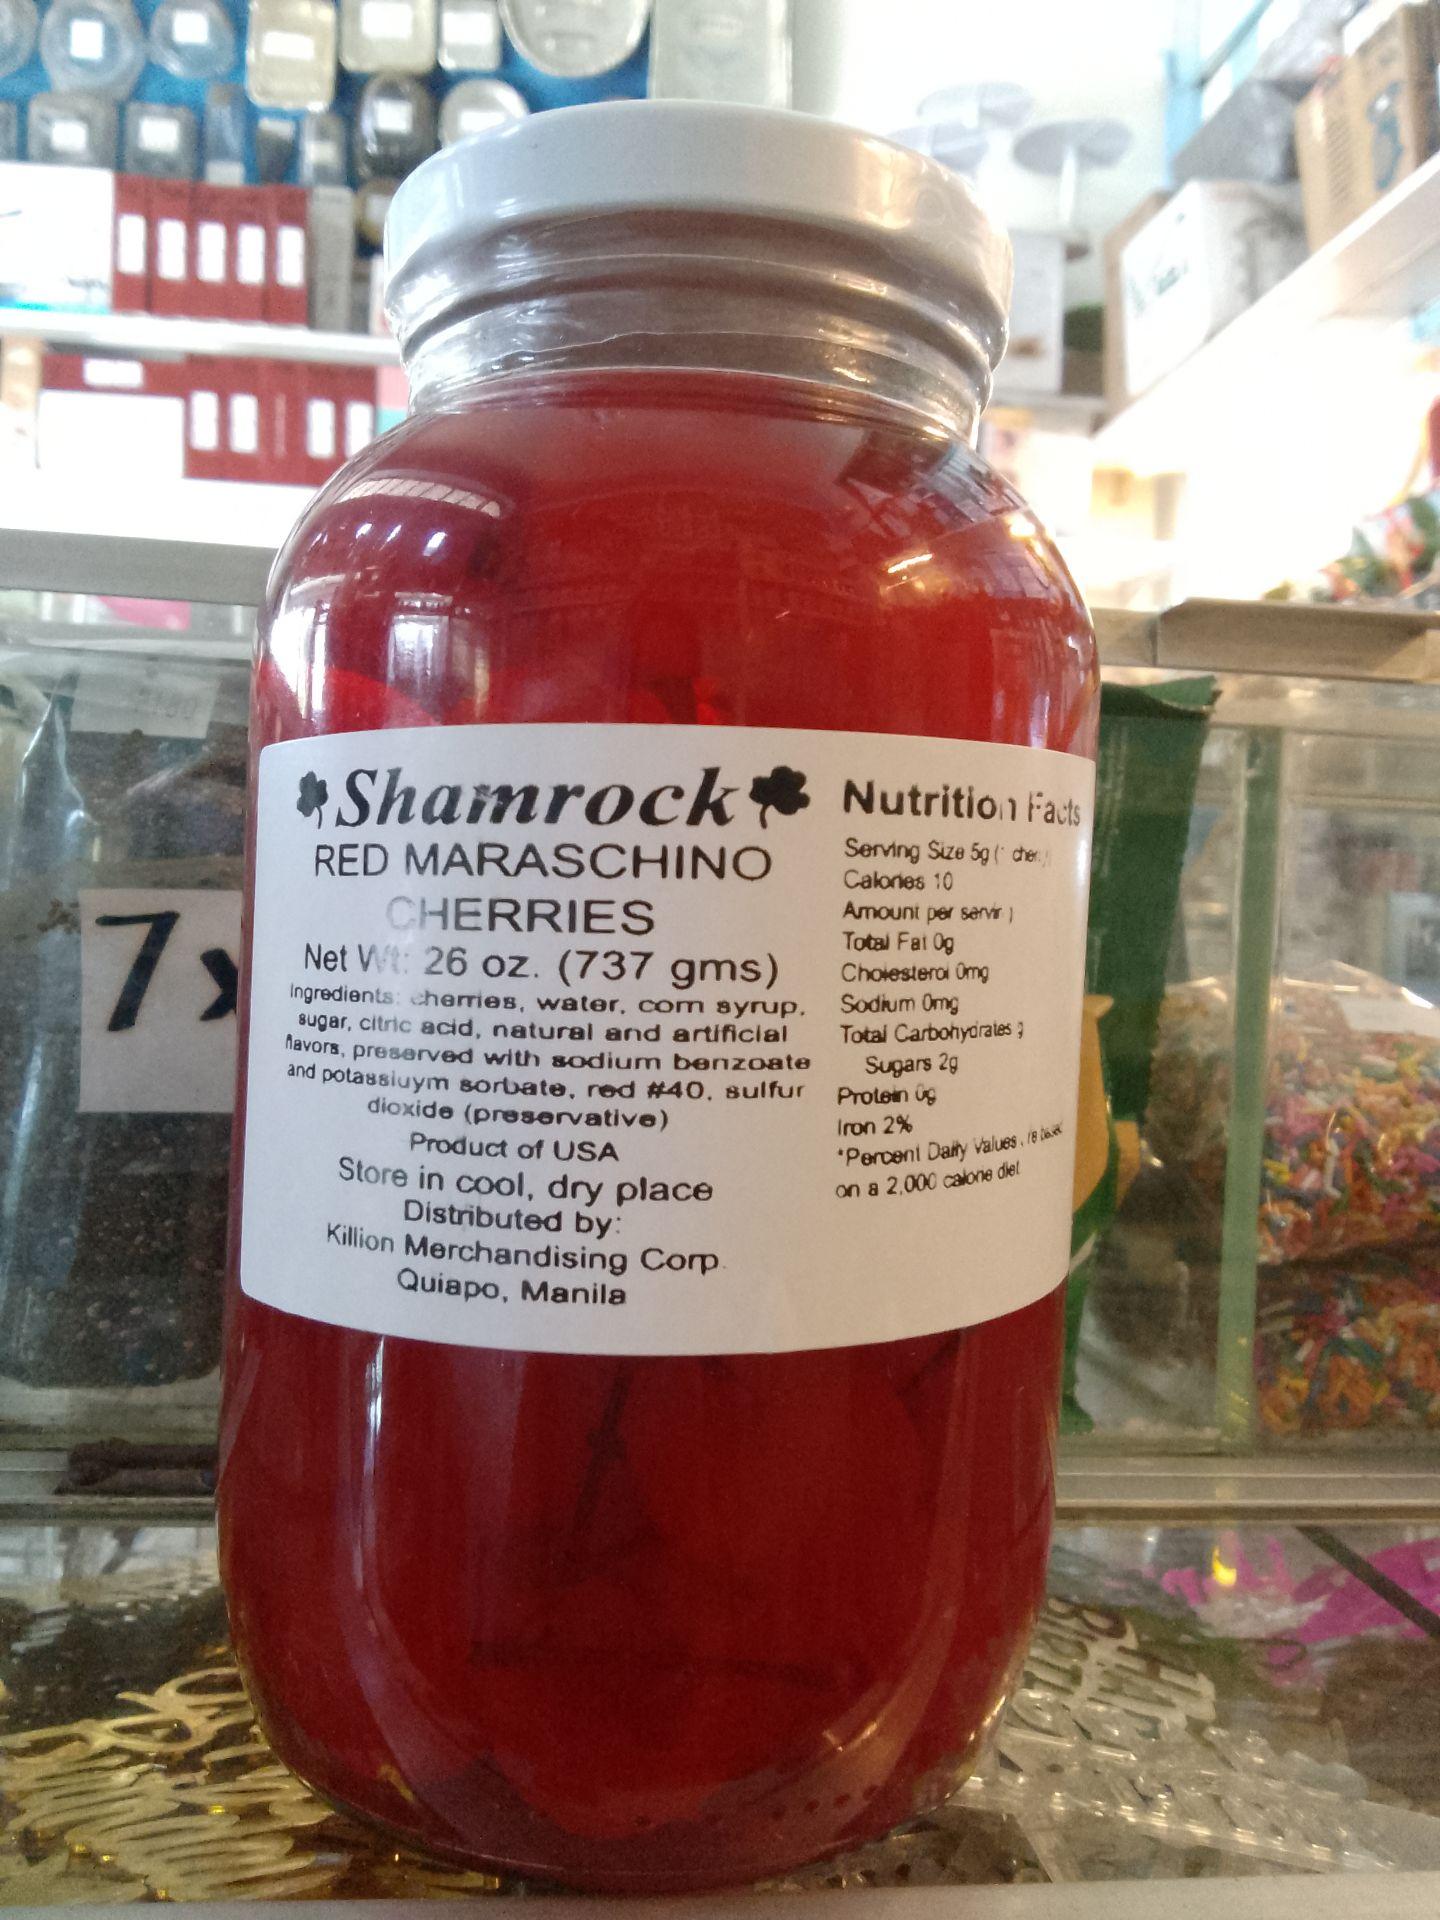 Shamrock
RED MARASCHINO
CHERRIES
Net Wt: 26 oz. (737 gms)
Ingredients: cherries, water, corn syrup,
sugar, citric acid, natural and artificial
flavors, preserved with sodium benzoate
and potassiuym sorbate, red #40, sulfur
dioxide (preservative)
Product of USA
Store in cool, dry place
Distributed by:
Killion Merchandising Corp.
Quiapo, Manila
Nutrition Facts
Serving Size 5g (
Calories 10
Amount per
Total Fat 0g
Cholesterol 0mg
Sodium 0mg
Total Carbohydrates g
Sugars 2g
Protein 0g
Iron 2%
*Percent Daily Values
on a 2,000 calorie diet
7x